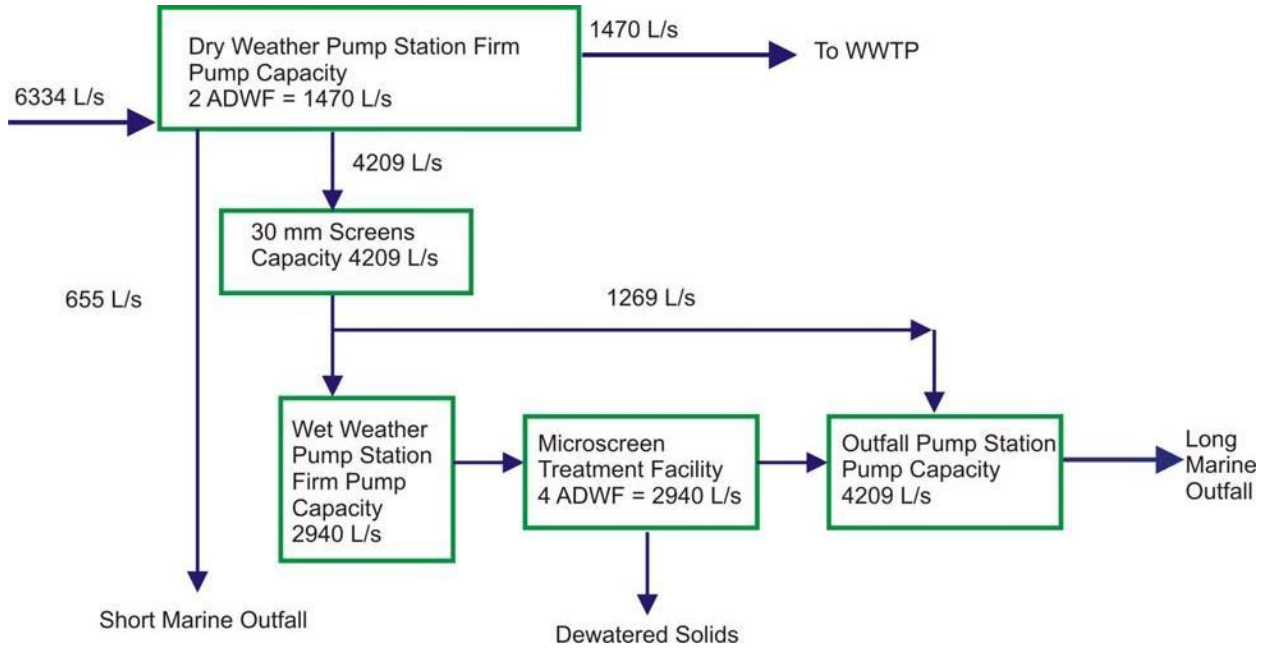 1470 L/s
Dry Weather Pump Station Firm
Pump Capacity
2 ADWF = 1470 L/s
To WWTP
6334 L/s
4209 L/s
30 mm Screens
Capacity 4209 L/s
655 L/s
1269 L/s
Wet Weather
Pump Station
Firm Pump
Capacity
2940 L/s
Microscreen
Treatment Facility
4 ADWF = 2940 L/s
Outfall Pump Station
Pump Capacity
4209 L/s
Long
Marine
Outfall
Short Marine Outfall
Dewatered Solids